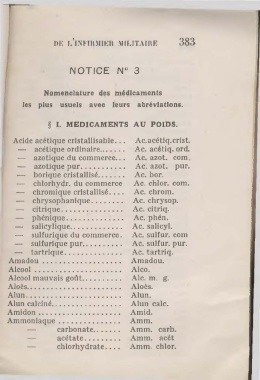 DE L'INFIRMIER MILITAIRE 383
NOTICE N° 3
Nomenclature des médicaments
les plus usuels avec leurs abréviations.
§ I. MEDICAMENTS AU POIDS.
Acide acétique cristallisable... Ac.acétiq.crist.
— acétique ordinaire...... Ac. acétiq. ord.
— azotique du commerce... Ac. azot. com.
— azotique pur........... Ac. azot. pur.
— borique cristallisé....... Ac. bor.
— chlorhydr. du commerce Ac. chlor. com.
— chromique cristallisé.... Ac. chrom.
— chrysophanique........ Ac. chrysop.
— citrique............... Ac. citriq.
— phénique.............. Ac. phén.
— salicylique............. Ac. salicyl.
— sulfurique du commerce. Ac. sulfur. com
— sulfurique pur.......... Ac. sulfur. pur.
— tartrique.............. Ac. tartriq.
Amadou .................. Amadou.
Alcool .................... Alco.
Alcool mauvais goût......... Alc. m. g.
Aloès...................... Aloès.
Alun....................... Alun.
Alun calciné................ Alun calc.
Amidon ................... Amid.
Ammoniaque .............. Amm.
— carbonate...... Amm. carb.
— acétate........ Amm. acét
— chlorhydrate.... Amm. chlor.